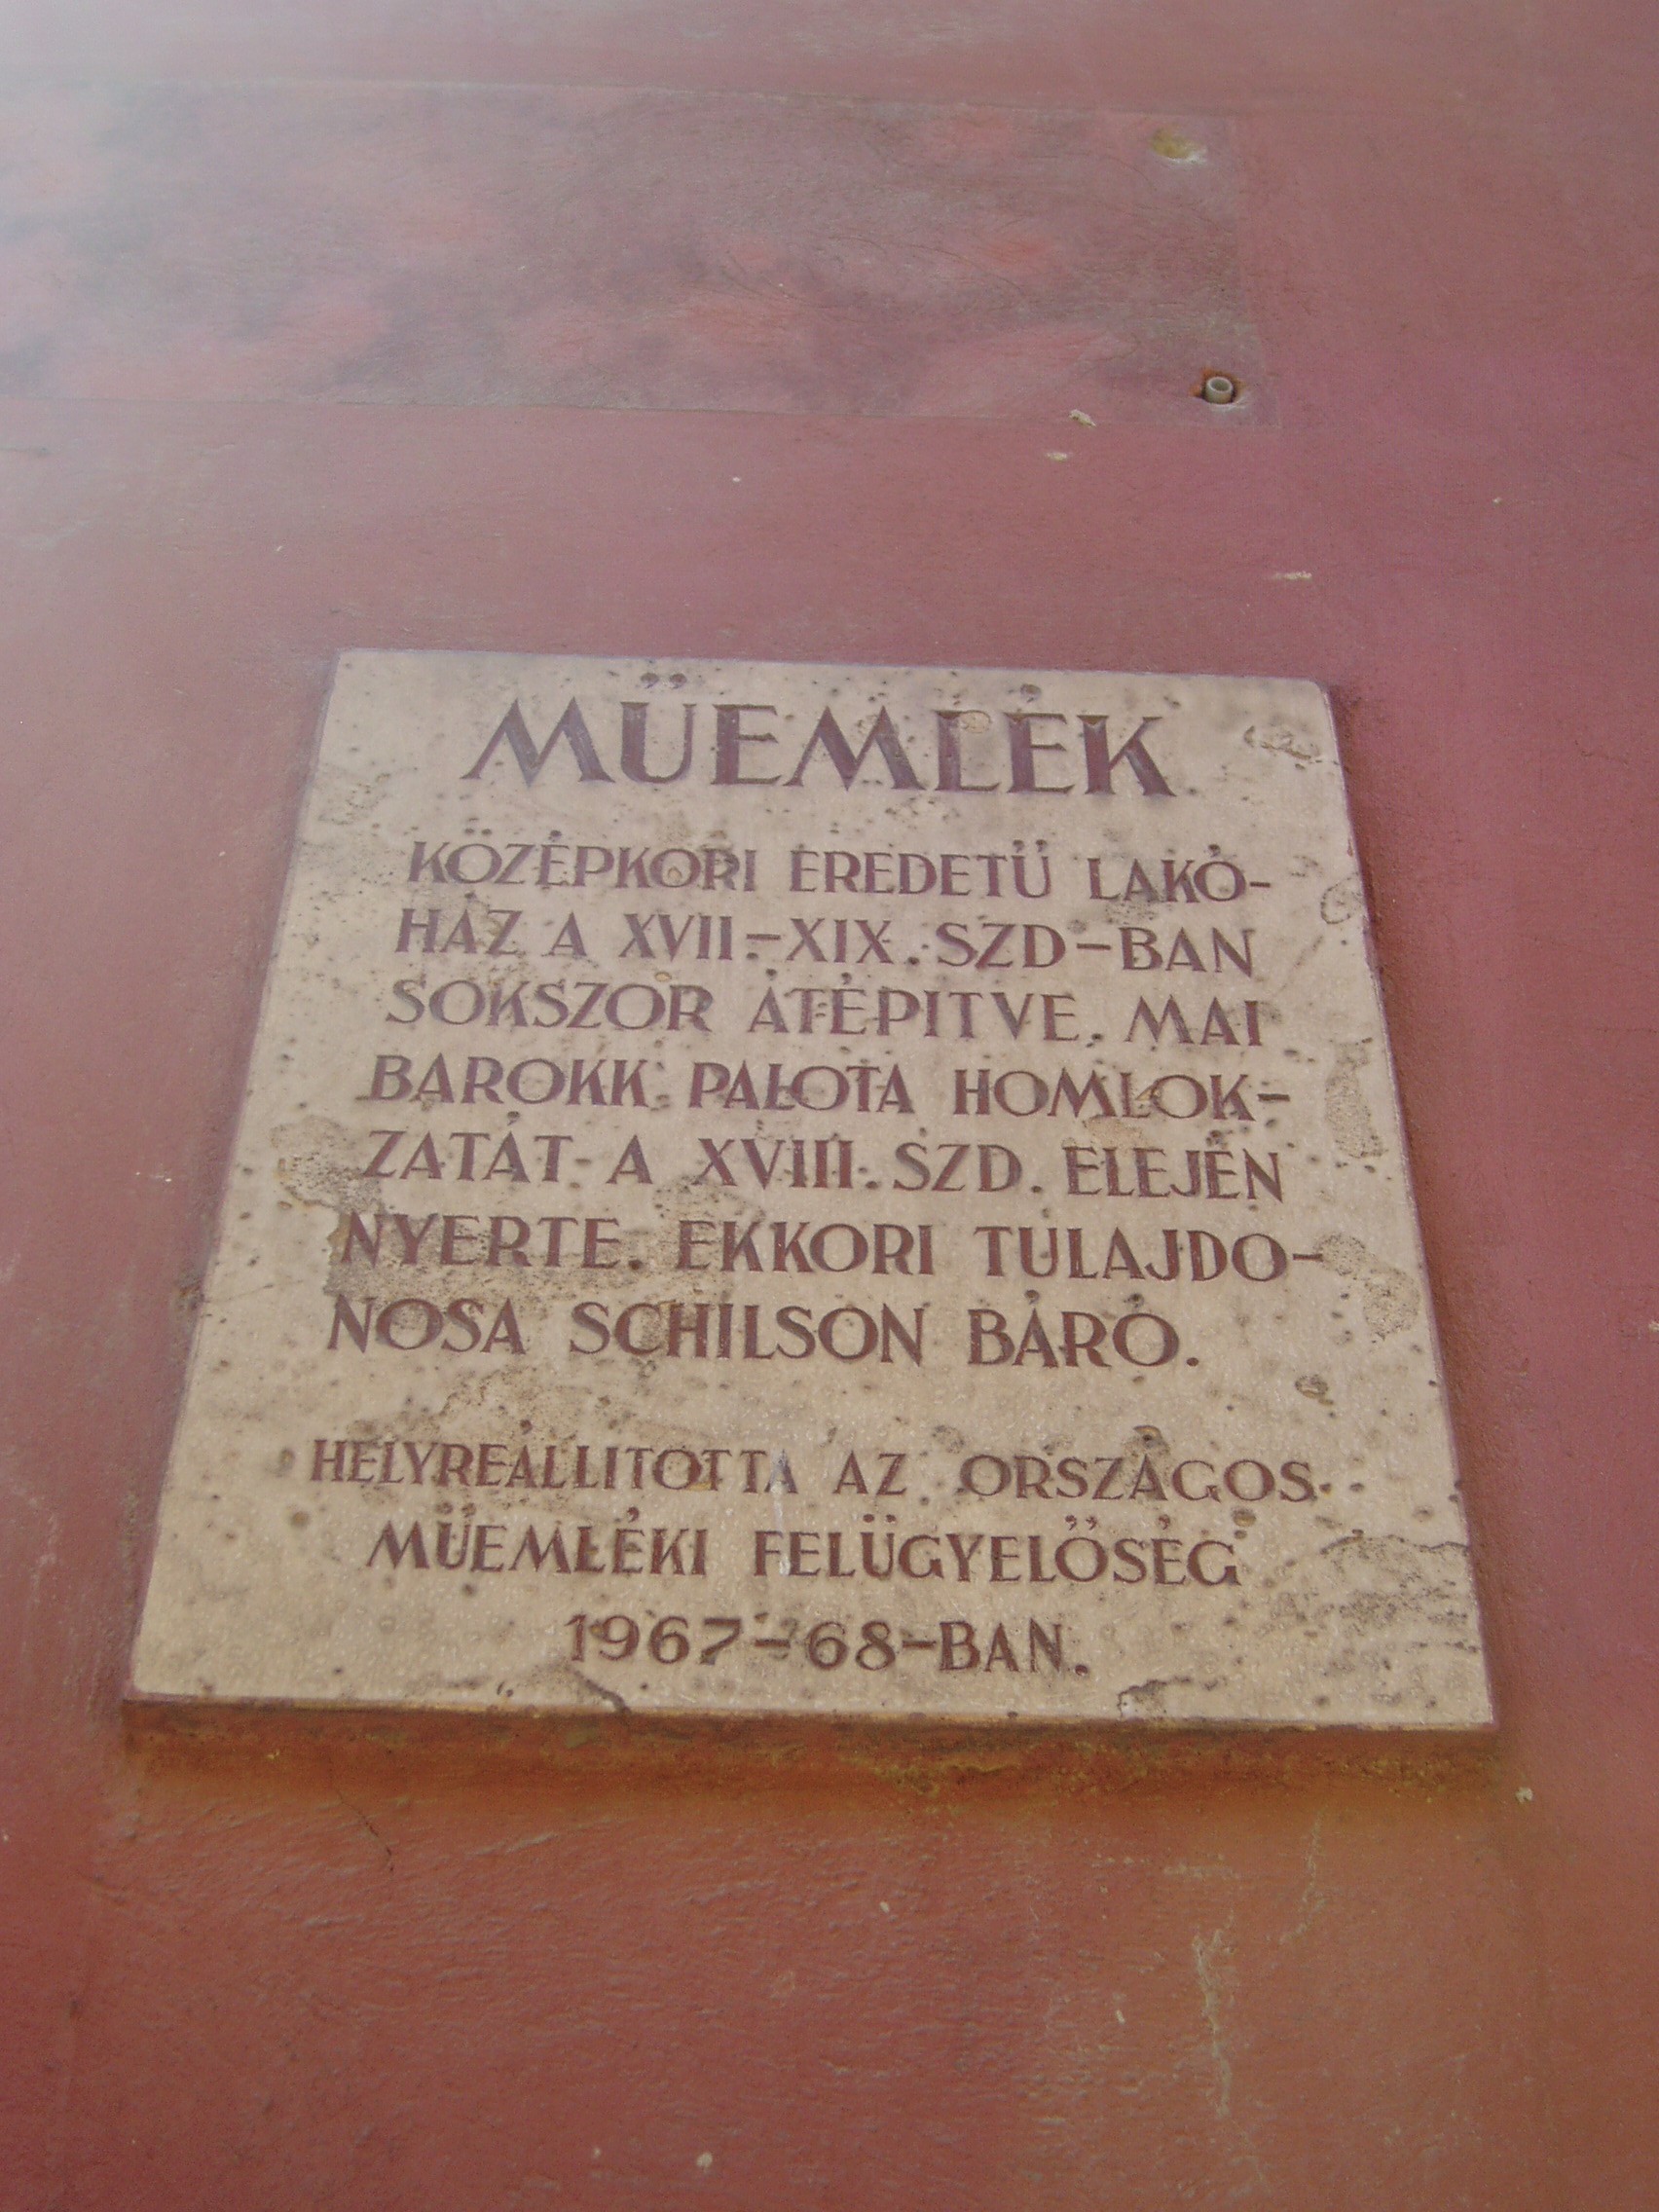 MŰEMLÉK
KÖZÉPKORI EREDETŰ LAKÓ-
HÁZ A XVII.-XIX. SZD-BAN
SOKSZOR ÁTÉPITVE. MAI
BAROKK PALOTA HOMLOK-
ZATÁT A XVIII. SZD. ELEJÉN
NYERTE. EKKORI TULAJDO-
NOSA SCHILSON BÁRÓ.
HELYREÁLLITOTTA AZ ORSZÁGOS
MŰEMLÉKI FELÜGYELŐSÉG
1967-68-BAN.